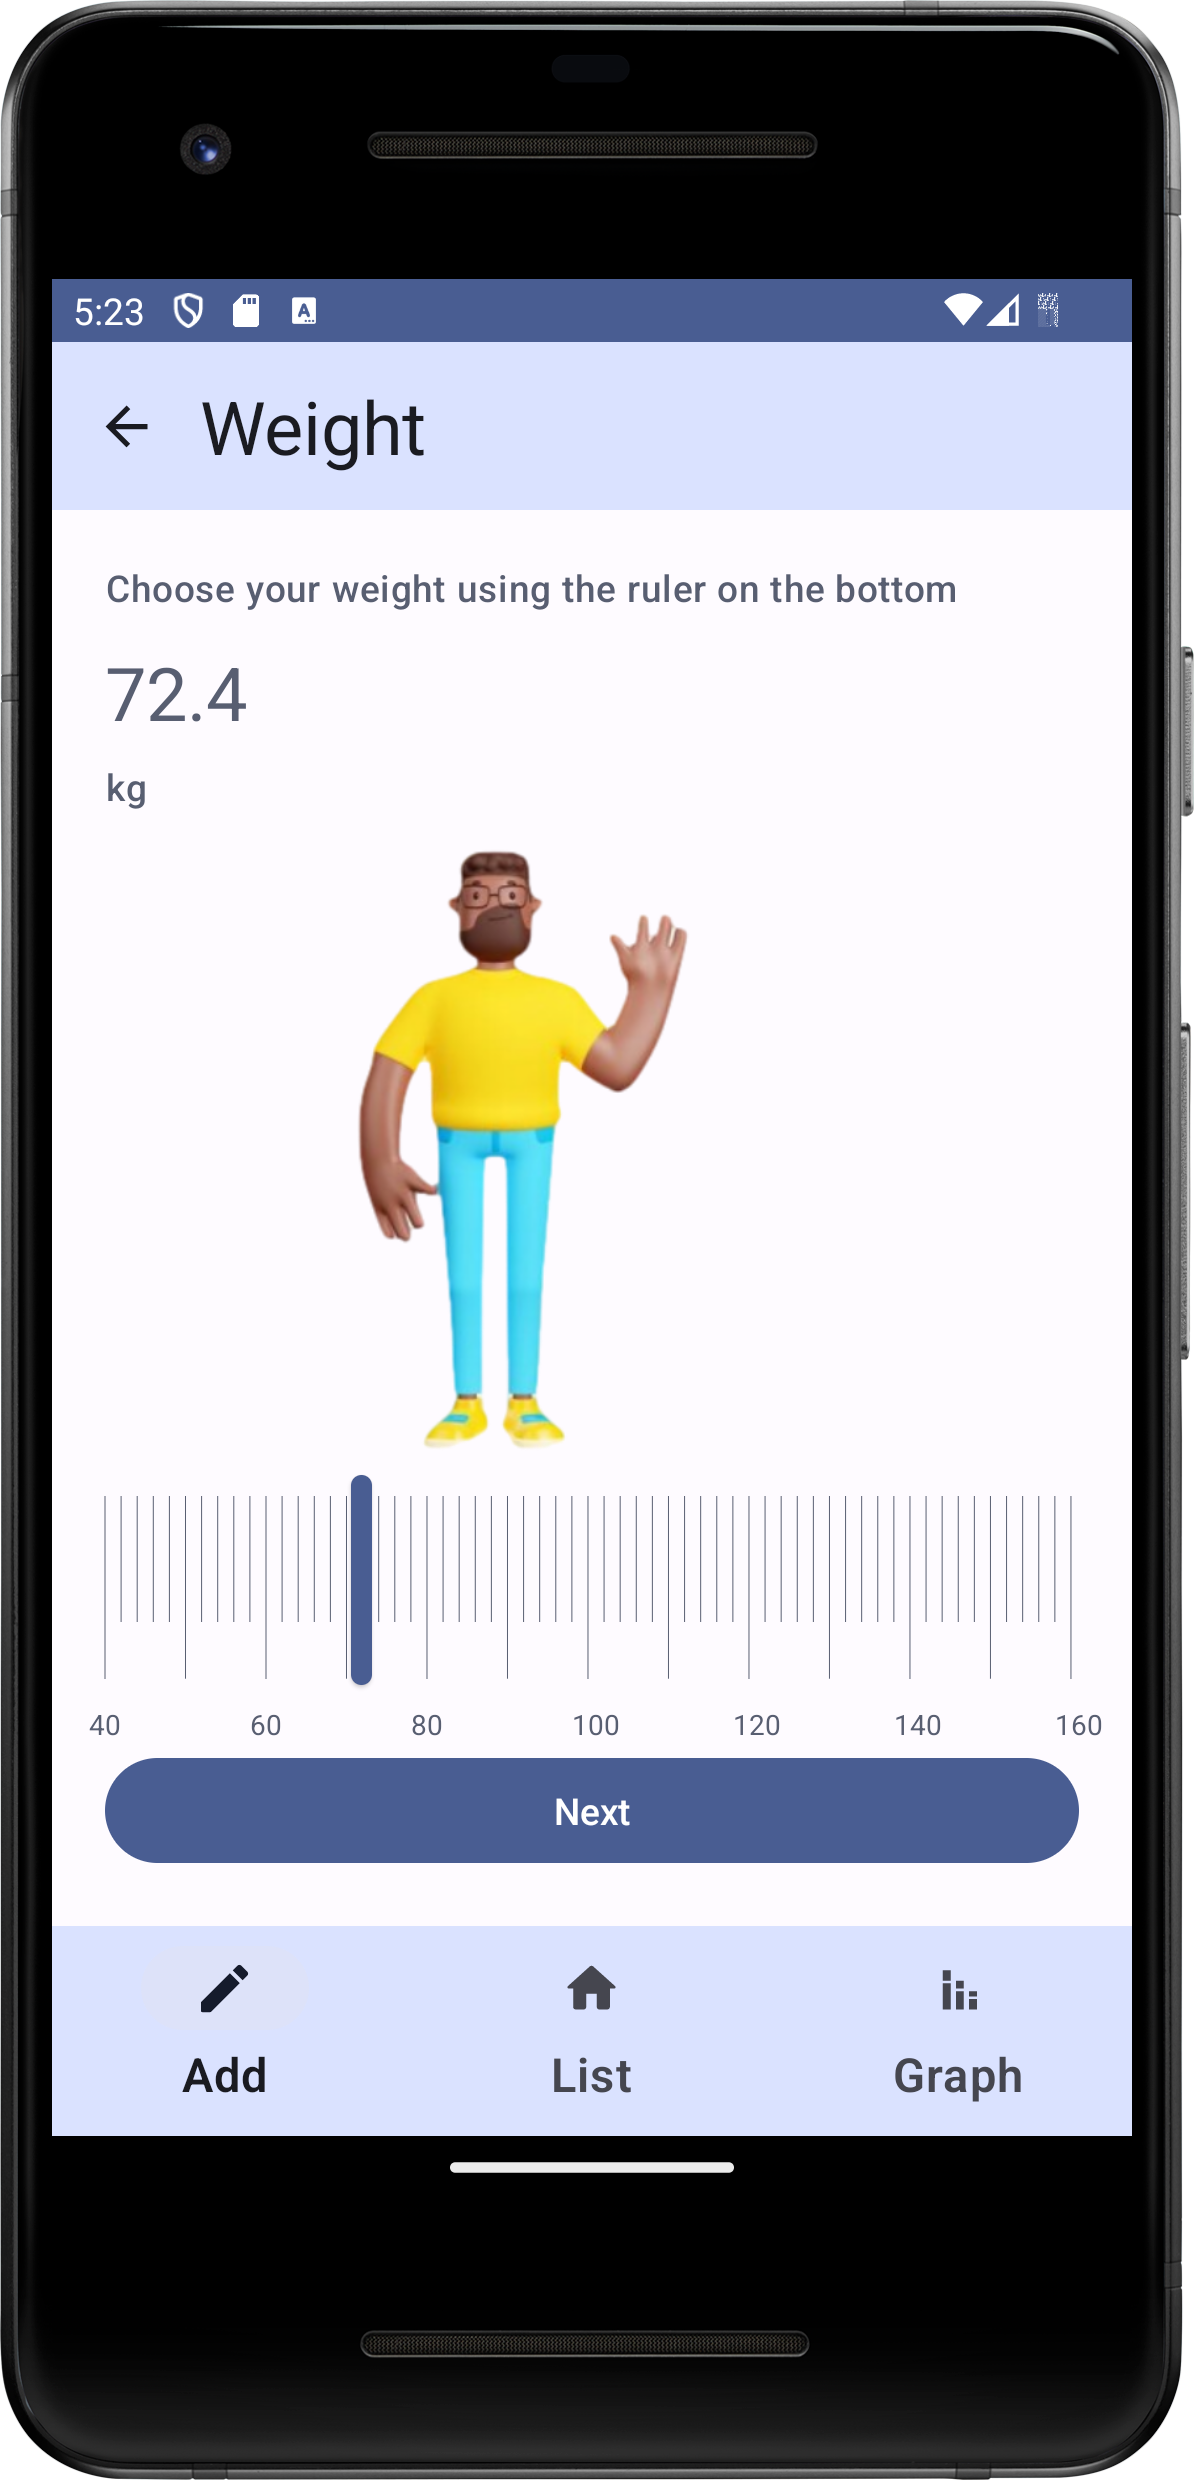 5:23
Weight
Choose your weight using the ruler on the bottom
72.4
kg
40 60 80 100 120 140 160
Next
Add List Graph